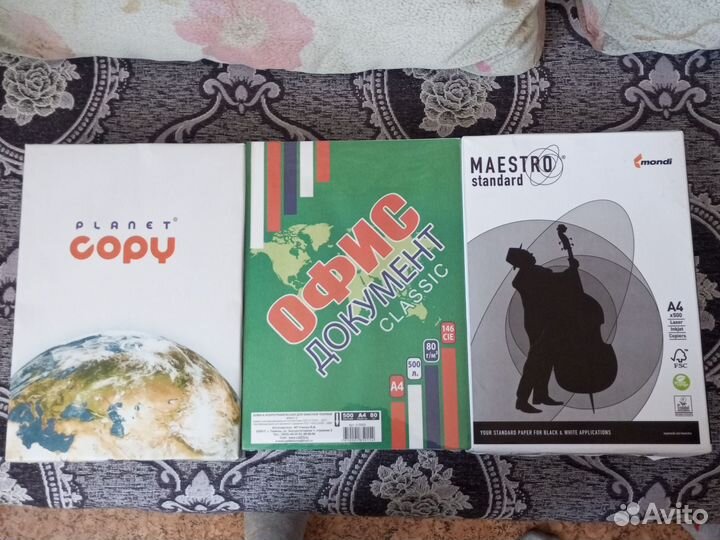 PLANET®
COPY
ОФИС
ДОКУМЕНТ
CLASSIC
A4
500 л.
80 г/м²
146 CIE
500 A4 80
MAESTRO®
standard
mondi
A4
x500
Laser
Inkjet
Copiers
FSC
YOUR STANDARD PAPER FOR BLACK & WHITE APPLICATIONS
Avito